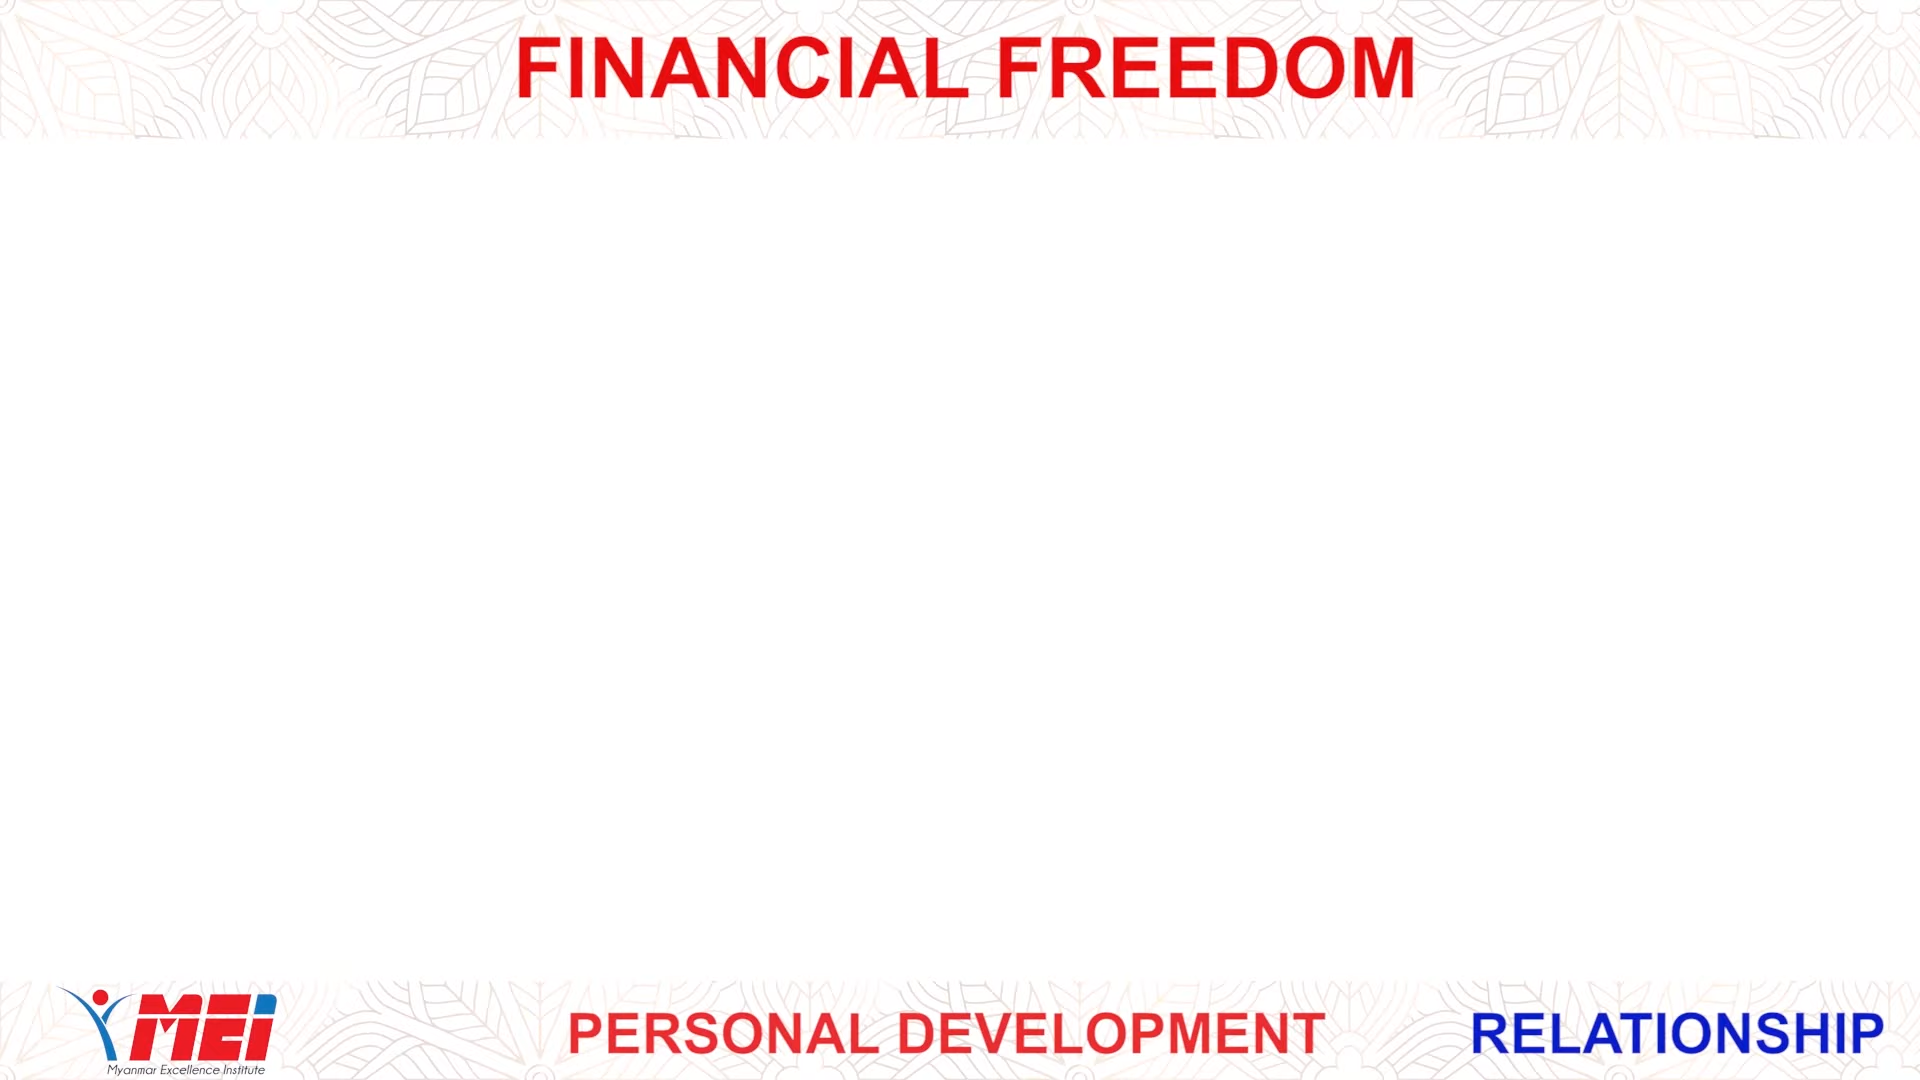 FINANCIAL FREEDOM
MEi
Myanmar Excellence Institute
PERSONAL DEVELOPMENT
RELATIONSHIP